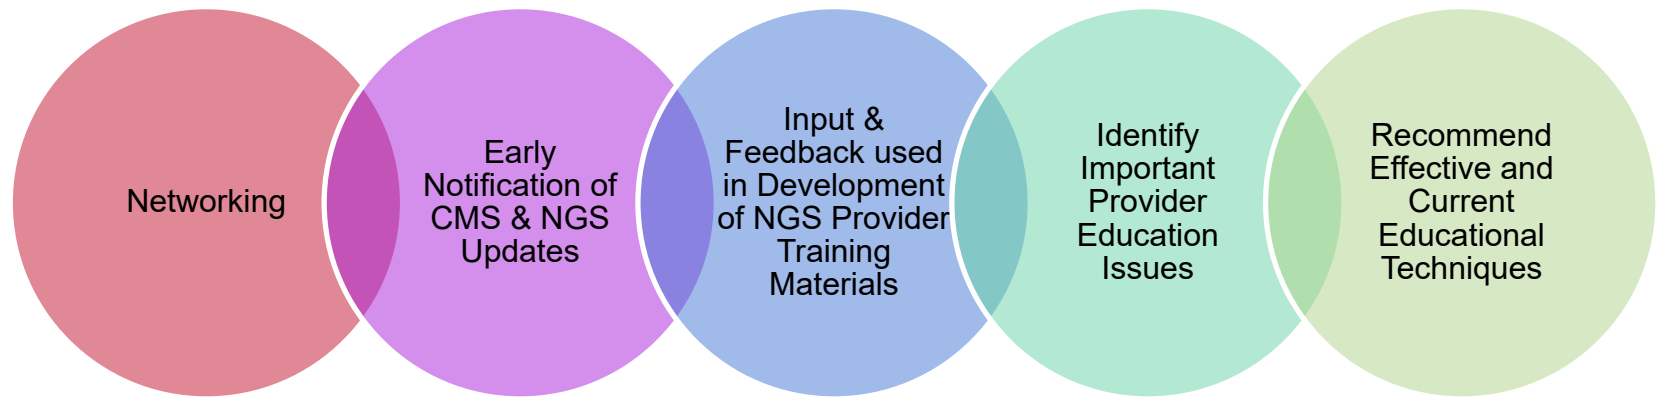 Networking
Early
Notification of
CMS & NGS
Updates
Input &
Feedback used
in Development
of NGS Provider
Training
Materials
Identify
Important
Provider
Education
Issues
Recommend
Effective and
Current
Educational
Techniques